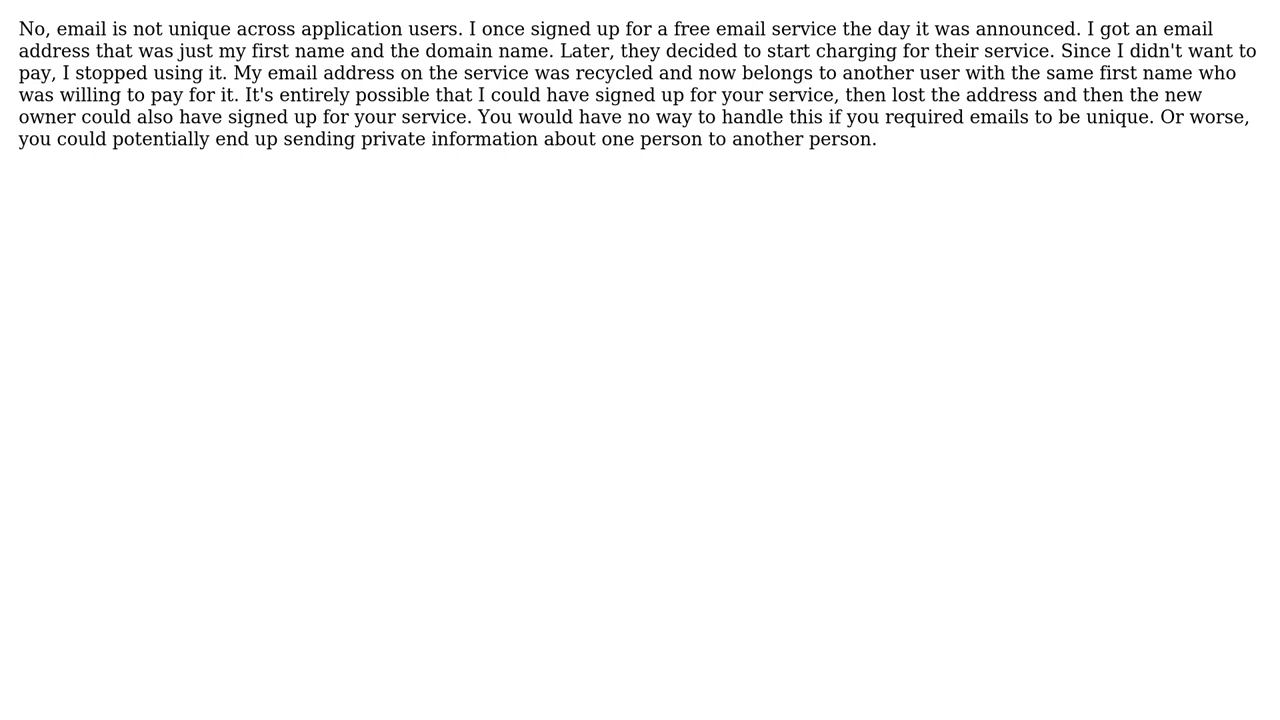 No, email is not unique across application users. I once signed up for a free email service the day it was announced. I got an email
address that was just my first name and the domain name. Later, they decided to start charging for their service. Since I didn't want to
pay, I stopped using it. My email address on the service was recycled and now belongs to another user with the same first name who
was willing to pay for it. It's entirely possible that I could have signed up for your service, then lost the address and then the new
owner could also have signed up for your service. You would have no way to handle this if you required emails to be unique. Or worse,
you could potentially end up sending private information about one person to another person.